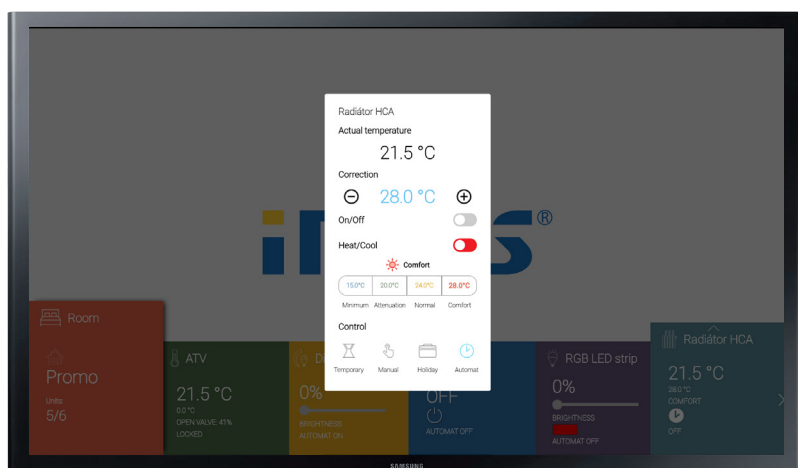 Radiátor HCA
Actual temperature
21.5 °C
Correction
28.0 °C
On/Off
Heat/Cool
Comfort
15.0°C 20.0°C 24.0°C 28.0°C
Minimum Attenuation Normal Comfort
Control
Temporary Manual Holiday Automat
®
Room
Promo
Units
5/6
ATV
21.5 °C
0.0 °C
OPEN VALVE: 41%
LOCKED
0%
BRIGHTNESS
AUTOMAT ON
OFF
AUTOMAT OFF
RGB LED strip
0%
BRIGHTNESS
AUTOMAT OFF
Radiátor HCA
21.5 °C
28.0 °C
COMFORT
OFF
SAMSUNG